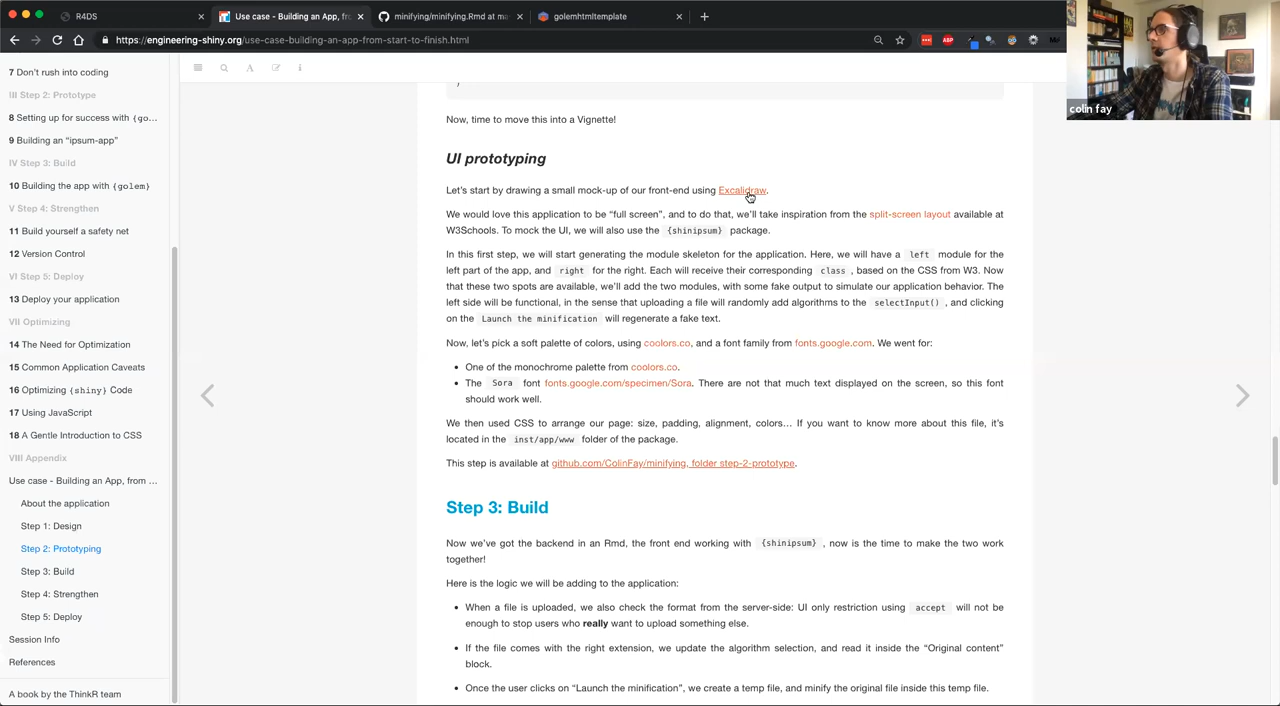 R4DS
Use case - Building an App, fro
minifying/minifying.Rmd at ma
golemhtmltemplate
https://engineering-shiny.org/use-case-building-an-app-from-start-to-finish.html
ABP
colin fay
7 Don't rush into coding
III Step 2: Prototype
8 Setting up for success with {go...
9 Building an “ipsum-app”
IV Step 3: Build
10 Building the app with {golem}
V Step 4: Strengthen
11 Build yourself a safety net
12 Version Control
VI Step 5: Deploy
13 Deploy your application
VII Optimizing
14 The Need for Optimization
15 Common Application Caveats
16 Optimizing {shiny} Code
17 Using JavaScript
18 A Gentle Introduction to CSS
VIII Appendix
Use case - Building an App, from ...
About the application
Step 1: Design
Step 2: Prototyping
Step 3: Build
Step 4: Strengthen
Step 5: Deploy
Session Info
References
A book by the ThinkR team
Now, time to move this into a Vignette!
UI prototyping
Let's start by drawing a small mock-up of our front-end using Excalidraw.
We would love this application to be “full screen”, and to do that, we'll take inspiration from the split-screen layout available at
W3Schools. To mock the UI, we will also use the {shinipsum} package.
In this first step, we will start generating the module skeleton for the application. Here, we will have a left module for the
left part of the app, and right for the right. Each will receive their corresponding class , based on the CSS from W3. Now
that these two spots are available, we'll add the two modules, with some fake output to simulate our application behavior. The
left side will be functional, in the sense that uploading a file will randomly add algorithms to the selectInput() , and clicking
on the Launch the minification will regenerate a fake text.
Now, let's pick a soft palette of colors, using coolors.co, and a font family from fonts.google.com. We went for:
• One of the monochrome palette from coolors.co.
• The Sora font fonts.google.com/specimen/Sora. There are not that much text displayed on the screen, so this font
should work well.
We then used CSS to arrange our page: size, padding, alignment, colors... If you want to know more about this file, it's
located in the inst/app/www folder of the package.
This step is available at github.com/ColinFay/minifying, folder step-2-prototype.
Step 3: Build
Now we've got the backend in an Rmd, the front end working with {shinipsum} , now is the time to make the two work
together!
Here is the logic we will be adding to the application:
• When a file is uploaded, we also check the format from the server-side: UI only restriction using accept will not be
enough to stop users who really want to upload something else.
• If the file comes with the right extension, we update the algorithm selection, and read it inside the “Original content”
block.
• Once the user clicks on “Launch the minification”, we create a temp file, and minify the original file inside this temp file.